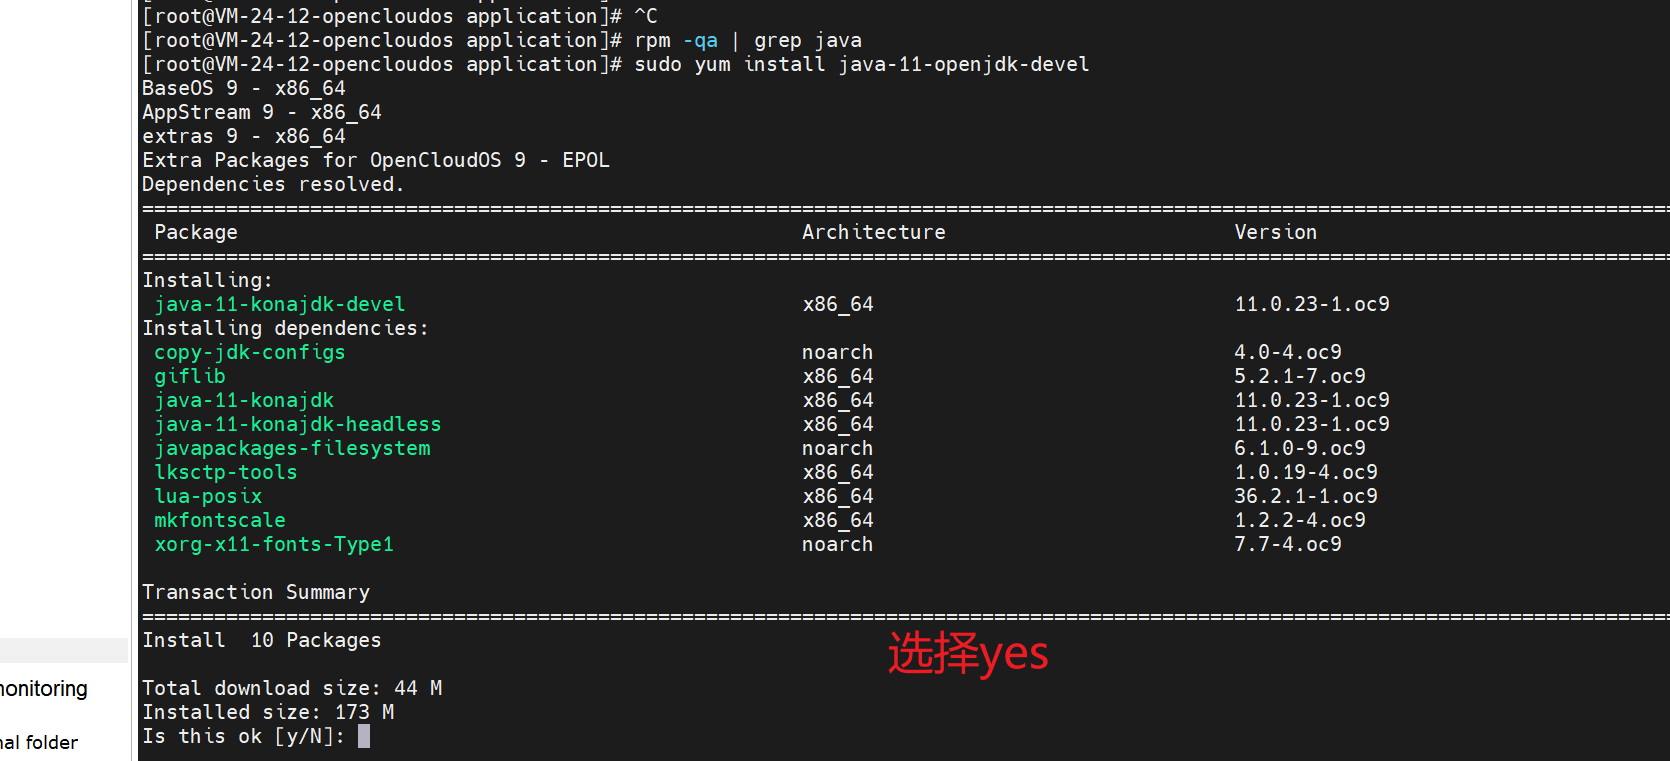 [root@VM-24-12-opencloudos application]# ^C
[root@VM-24-12-opencloudos application]# rpm -qa | grep java
[root@VM-24-12-opencloudos application]# sudo yum install java-11-openjdk-devel
BaseOS 9 - x86_64
AppStream 9 - x86_64
extras 9 - x86_64
Extra Packages for OpenCloudOS 9 - EPOL
Dependencies resolved.
Package Architecture Version
Installing:
java-11-konajdk-devel x86_64 11.0.23-1.oc9
Installing dependencies:
copy-jdk-configs noarch 4.0-4.oc9
giflib x86_64 5.2.1-7.oc9
java-11-konajdk x86_64 11.0.23-1.oc9
java-11-konajdk-headless x86_64 11.0.23-1.oc9
javapackages-filesystem noarch 6.1.0-9.oc9
lksctp-tools x86_64 1.0.19-4.oc9
lua-posix x86_64 36.2.1-1.oc9
mkfontscale x86_64 1.2.2-4.oc9
xorg-x11-fonts-Type1 noarch 7.7-4.oc9
Transaction Summary
Install 10 Packages
选择yes
Total download size: 44 M
Installed size: 173 M
Is this ok [y/N]:
onitoring
al folder